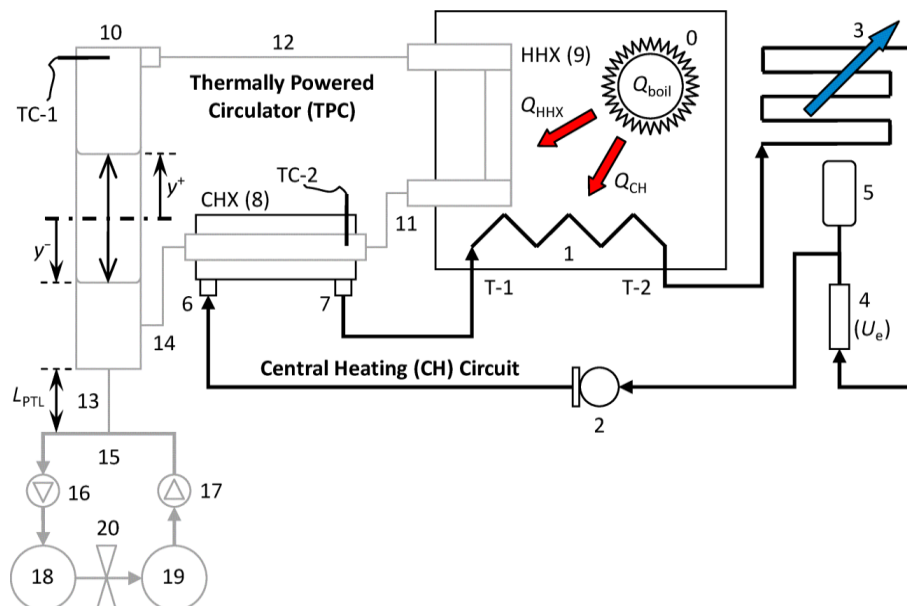 10
12
HHX (9)
0
3
TC-1
Thermally Powered
Circulator (TPC)
Q_HHX
Q_boil
y⁺
TC-2
Q_CH
5
CHX (8)
11
y⁻
1
6
7
T-1
T-2
4
(U_e)
14
Central Heating (CH) Circuit
L_PTL
13
2
15
16
17
20
18
19